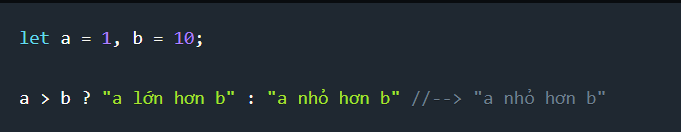 let a = 1, b = 10;
a > b ? "a lớn hơn b" : "a nhỏ hơn b" //--> "a nhỏ hơn b"